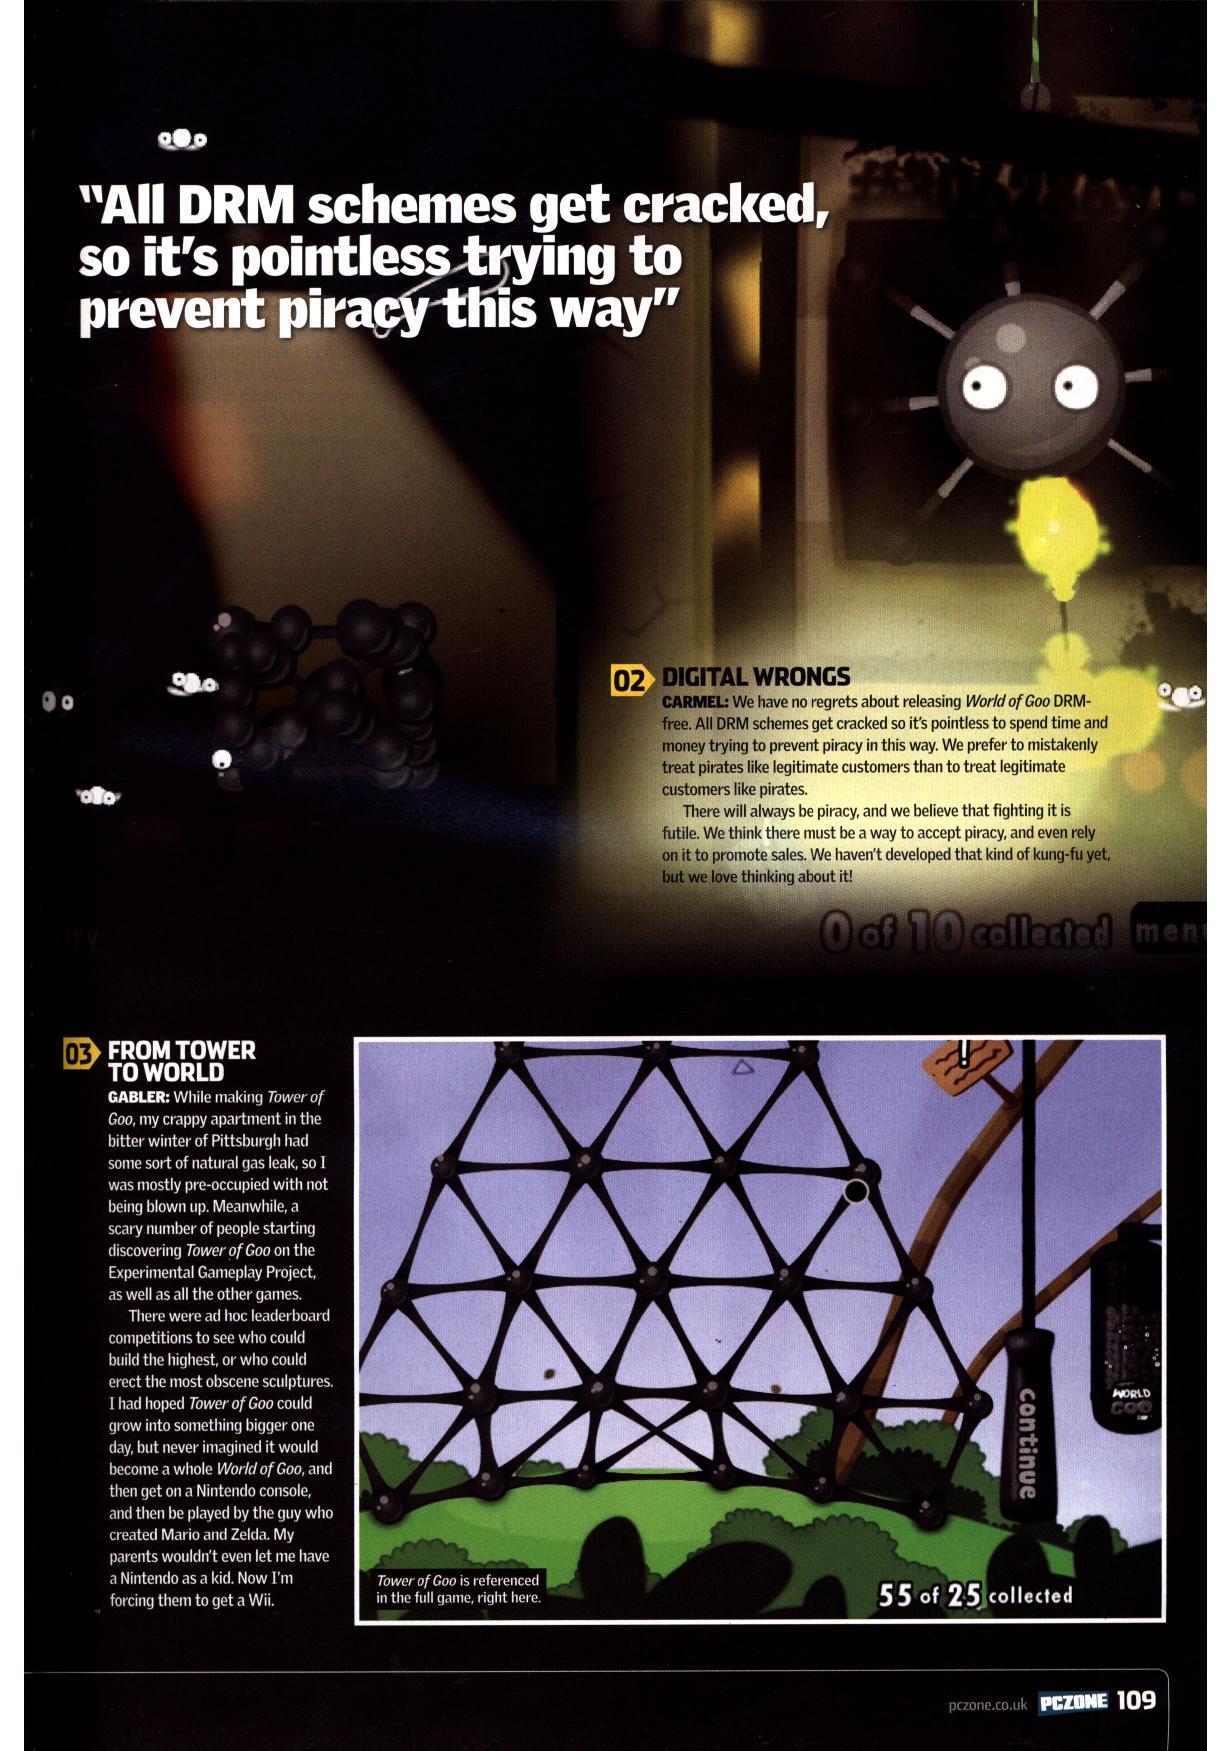 "All DRM schemes get cracked,
so it's pointless trying to
prevent piracy this way"
02 DIGITAL WRONGS
CARMEL: We have no regrets about releasing World of Goo DRM-
free. All DRM schemes get cracked so it's pointless to spend time and
money trying to prevent piracy in this way. We prefer to mistakenly
treat pirates like legitimate customers than to treat legitimate
customers like pirates.
There will always be piracy, and we believe that fighting it is
futile. We think there must be a way to accept piracy, and even rely
on it to promote sales. We haven't developed that kind of kung-fu yet,
but we love thinking about it!
0 of 10 collected men
try
03 FROM TOWER
TO WORLD
GABLER: While making Tower of
Goo, my crappy apartment in the
bitter winter of Pittsburgh had
some sort of natural gas leak, so I
was mostly pre-occupied with not
being blown up. Meanwhile, a
scary number of people starting
discovering Tower of Goo on the
Experimental Gameplay Project,
as well as all the other games.
There were ad hoc leaderboard
competitions to see who could
build the highest, or who could
erect the most obscene sculptures.
I had hoped Tower of Goo could
grow into something bigger one
day, but never imagined it would
become a whole World of Goo, and
then get on a Nintendo console,
and then be played by the guy who
created Mario and Zelda. My
parents wouldn't even let me have
a Nintendo as a kid. Now I'm
forcing them to get a Wii.
!
continue
WORLD
GOO
Tower of Goo is referenced
in the full game, right here.
55 of 25 collected
pczone.co.uk PCZONE 109